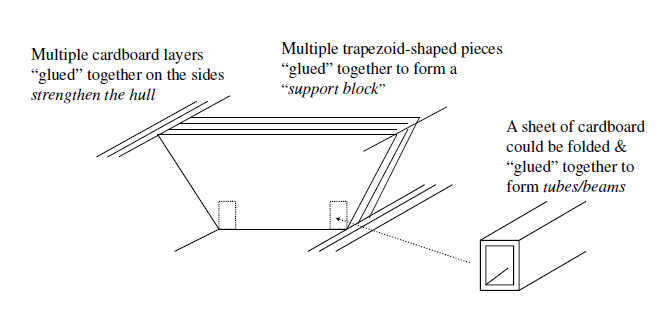 Multiple cardboard layers
“glued” together on the sides
strengthen the hull
Multiple trapezoid-shaped pieces
“glued” together to form a
“support block”
A sheet of cardboard
could be folded &
“glued” together to
form tubes/beams